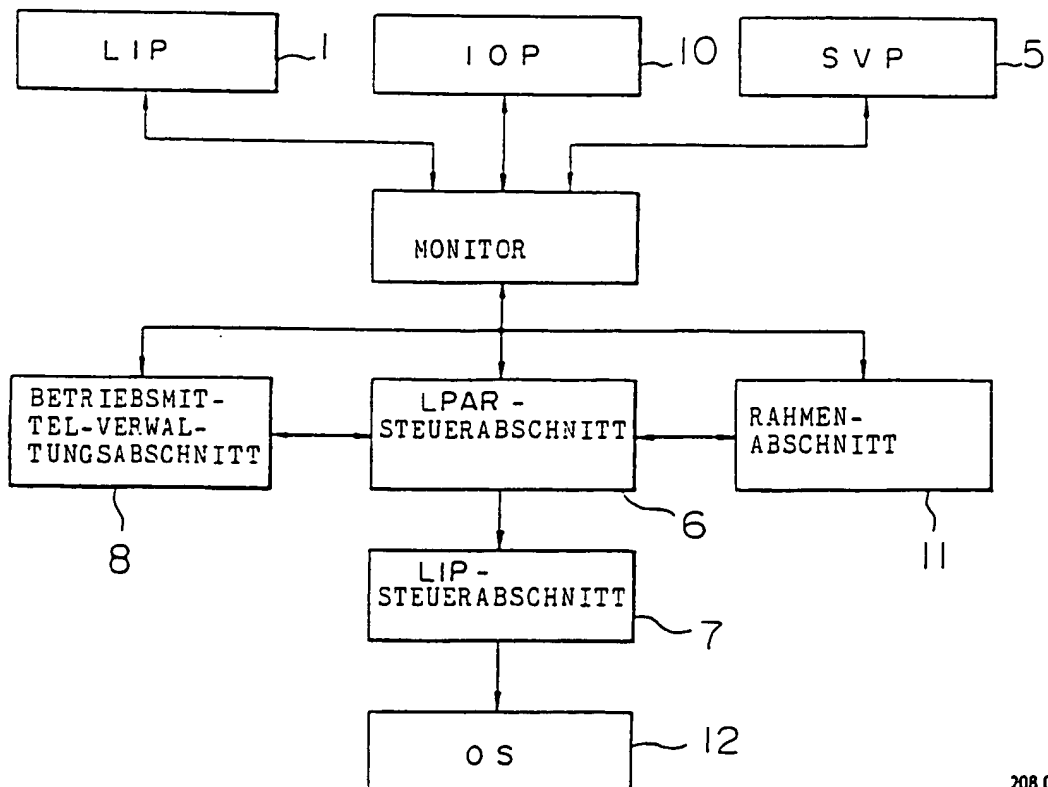 LIP
1
IOP
10
SVP
5
MONITOR
BETRIEBSMIT-
TEL-VERWAL-
TUNGSABSCHNITT
8
LPAR-
STEUERABSCHNITT
6
RAHMEN-
ABSCHNITT
11
LIP-
STEUERABSCHNITT
7
OS
12